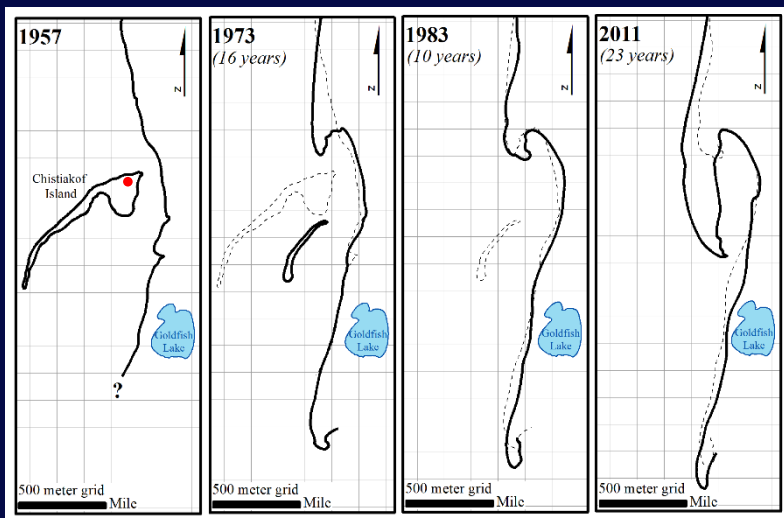 1957
N
Chistiakof
Island
Goldfish
Lake
?
500 meter grid
Mile
1973
(16 years)
N
Goldfish
Lake
500 meter grid
Mile
1983
(10 years)
N
Goldfish
Lake
500 meter grid
Mile
2011
(23 years)
N
Goldfish
Lake
500 meter grid
Mile